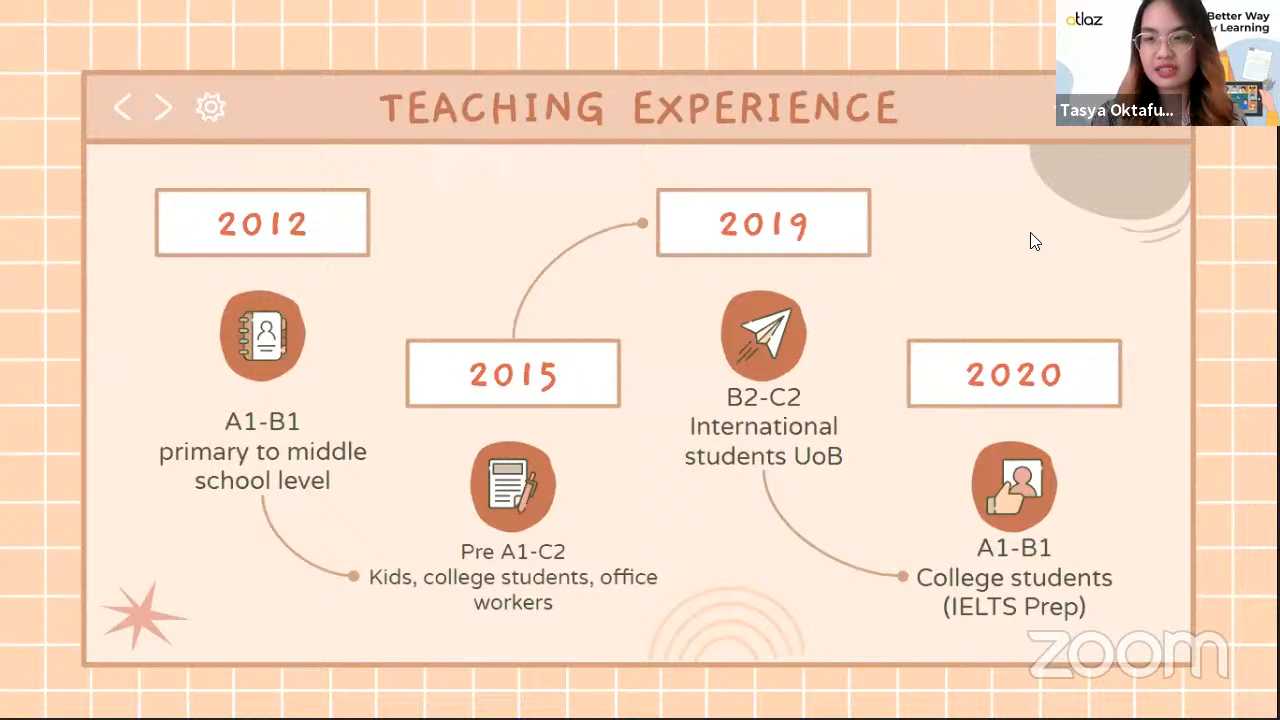 TEACHING EXPERIENCE
atlaz
Better Way
Learning
Tasya Oktafu...
2012
A1-B1
primary to middle
school level
2015
Pre A1-C2
Kids, college students, office
workers
2019
B2-C2
International
students UoB
2020
A1-B1
College students
(IELTS Prep)
zoom